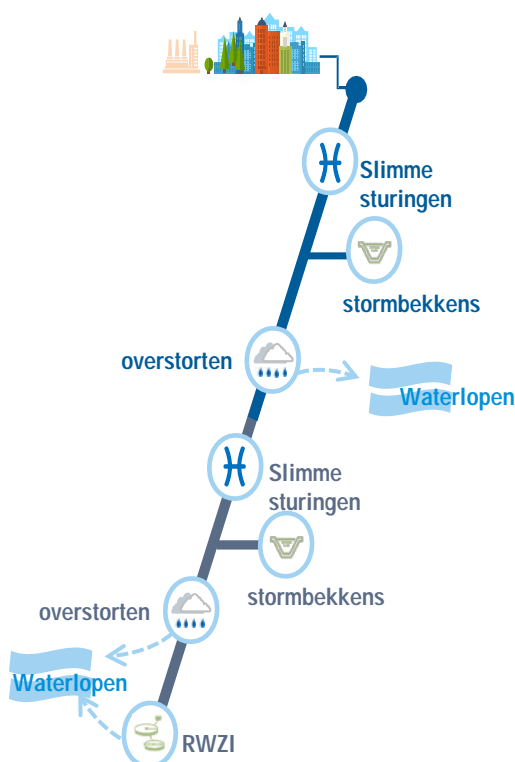 Slimme
sturingen
stormbekkens
overstorten
Waterlopen
Slimme
sturingen
stormbekkens
overstorten
Waterlopen
RWZI